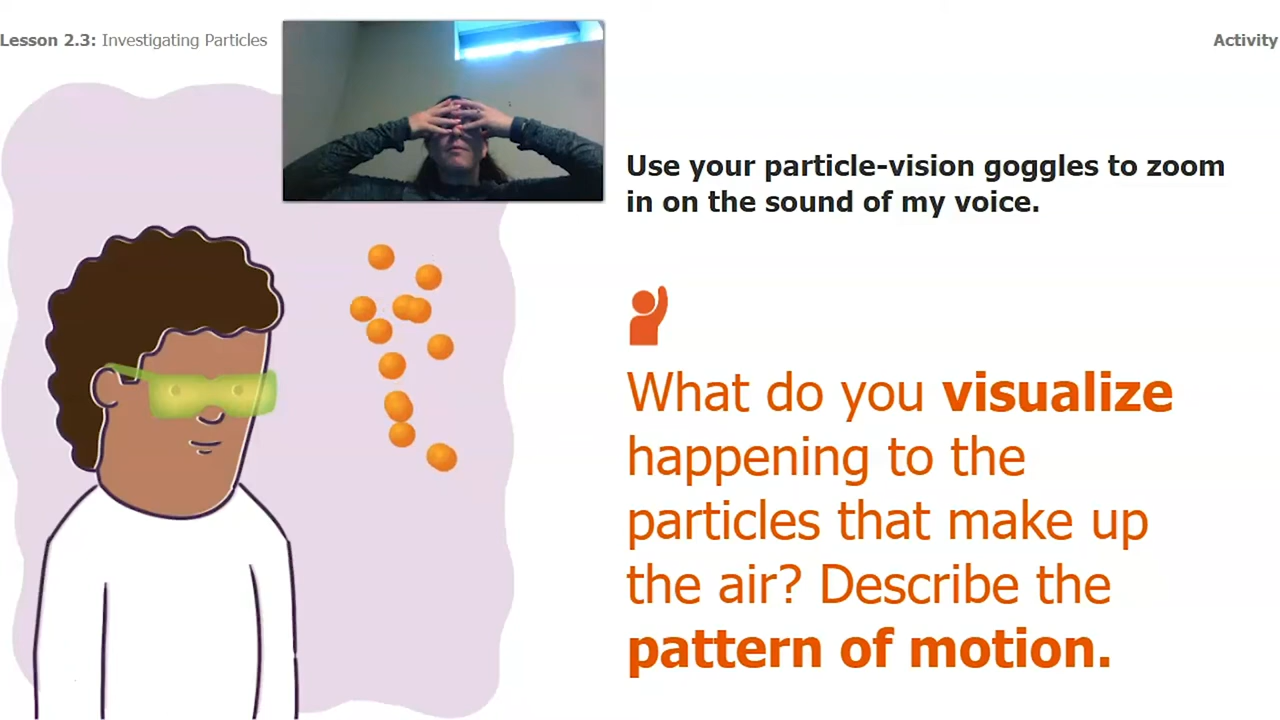 Lesson 2.3: Investigating Particles
Activity
Use your particle-vision goggles to zoom
in on the sound of my voice.
What do you visualize
happening to the
particles that make up
the air? Describe the
pattern of motion.